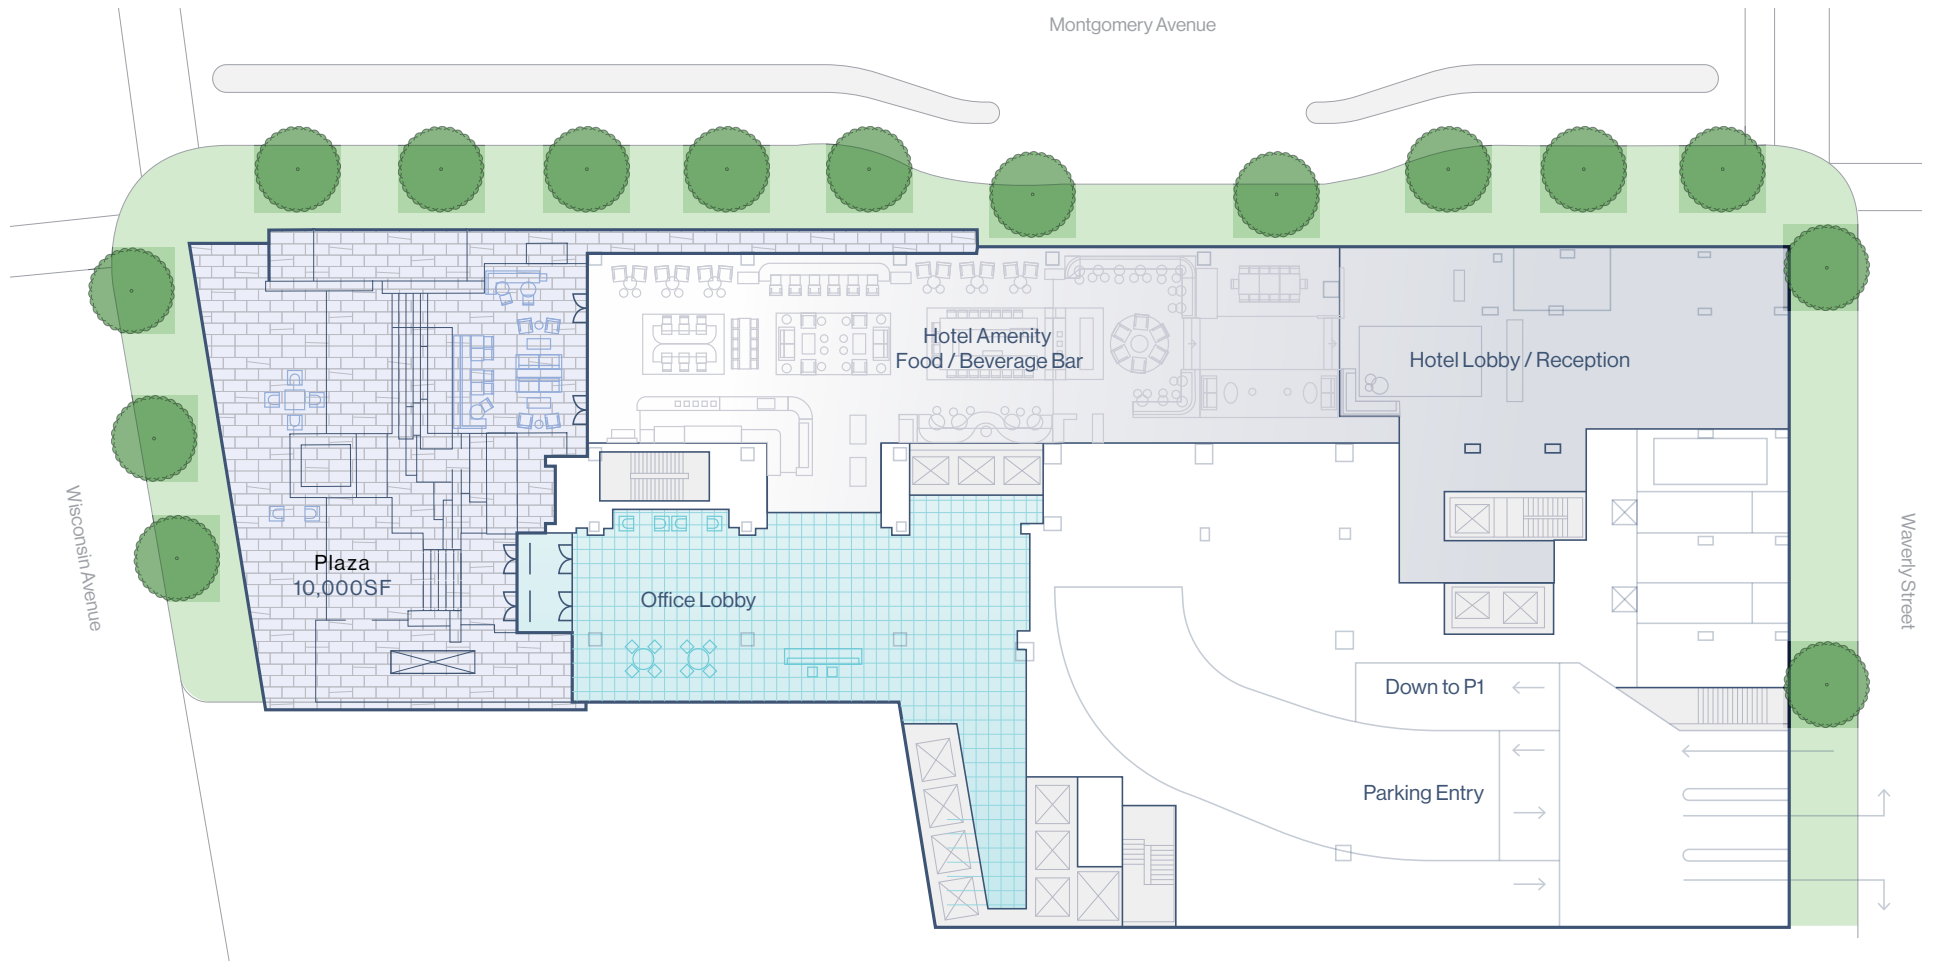 Montgomery Avenue
Hotel Amenity
Food / Beverage Bar
Hotel Lobby / Reception
Wisconsin Avenue
Plaza
10,000SF
Office Lobby
Waverly Street
Down to P1
Parking Entry